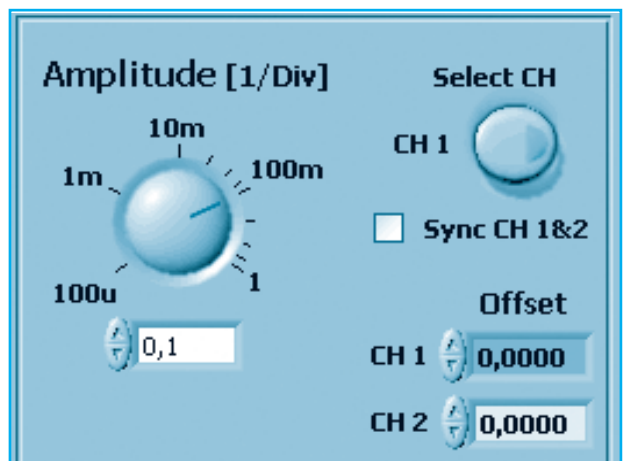 Amplitude [1/Div]
10m
1m
100m
100u
1
0,1
Select CH
CH 1
Sync CH 1&2
Offset
CH 1 0,0000
CH 2 0,0000